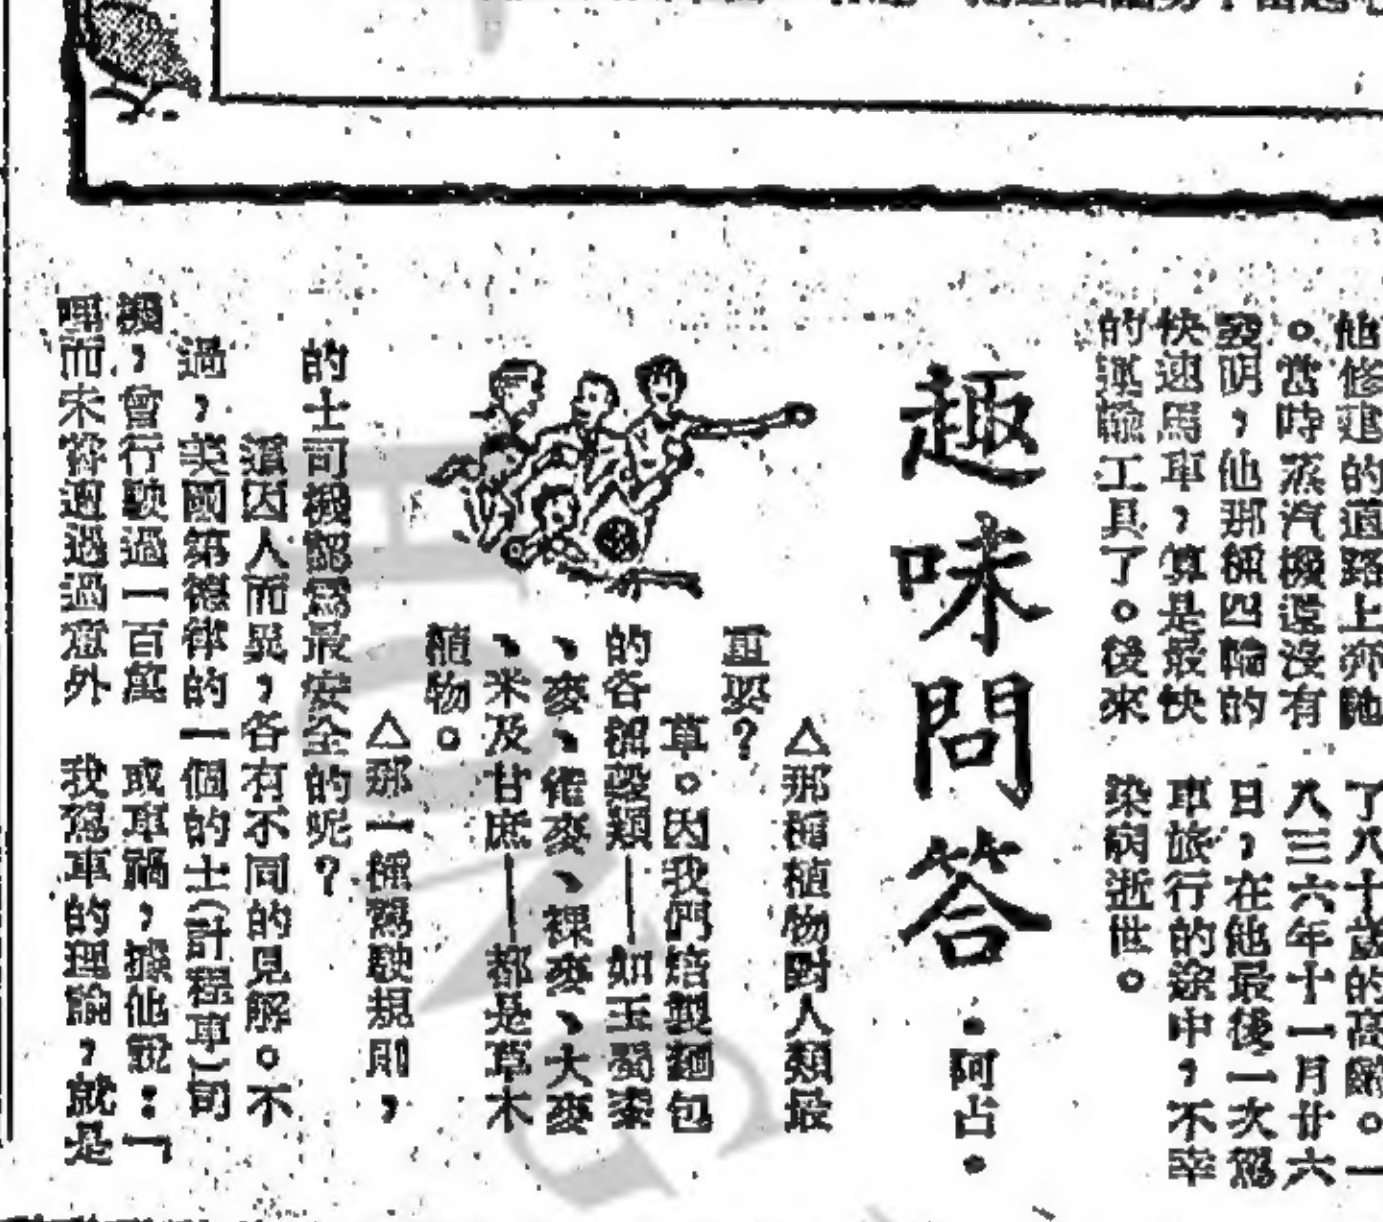 他修建的道路上奔馳
。當時蒸汽機還沒有
發明，他那種四輪的
快速馬車，算是最快
的運輸工具了。後來
了八十歲的高齡。一
八三六年十一月廿六
日，在他最後一次駕
車旅行的途中，不幸
染病逝世。
趣味問答
·阿占·
△那種植物對人類最
重要？
草。因我們焙製麵包
的各種穀類——如玉蜀黍
、麥、雀麥、裸麥、大麥
、米及甘庶——都是草木
植物。
△那一種駕駛規則，
的士司機認為最安全的呢？
這因人而異，各有不同的見解。不
過，美國第德律的一個的士(計程車)司
機，曾行駛過一百萬
哩而未嘗遭遇過意外
或車禍，據他說：「
我駕車的理論，就是
HONG